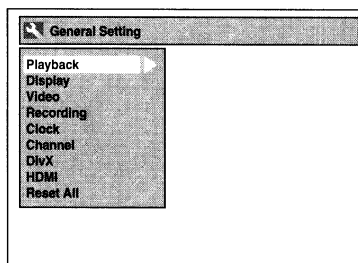 General Setting
Playback
Display
Video
Recording
Clock
Channel
DivX
HDMI
Reset All